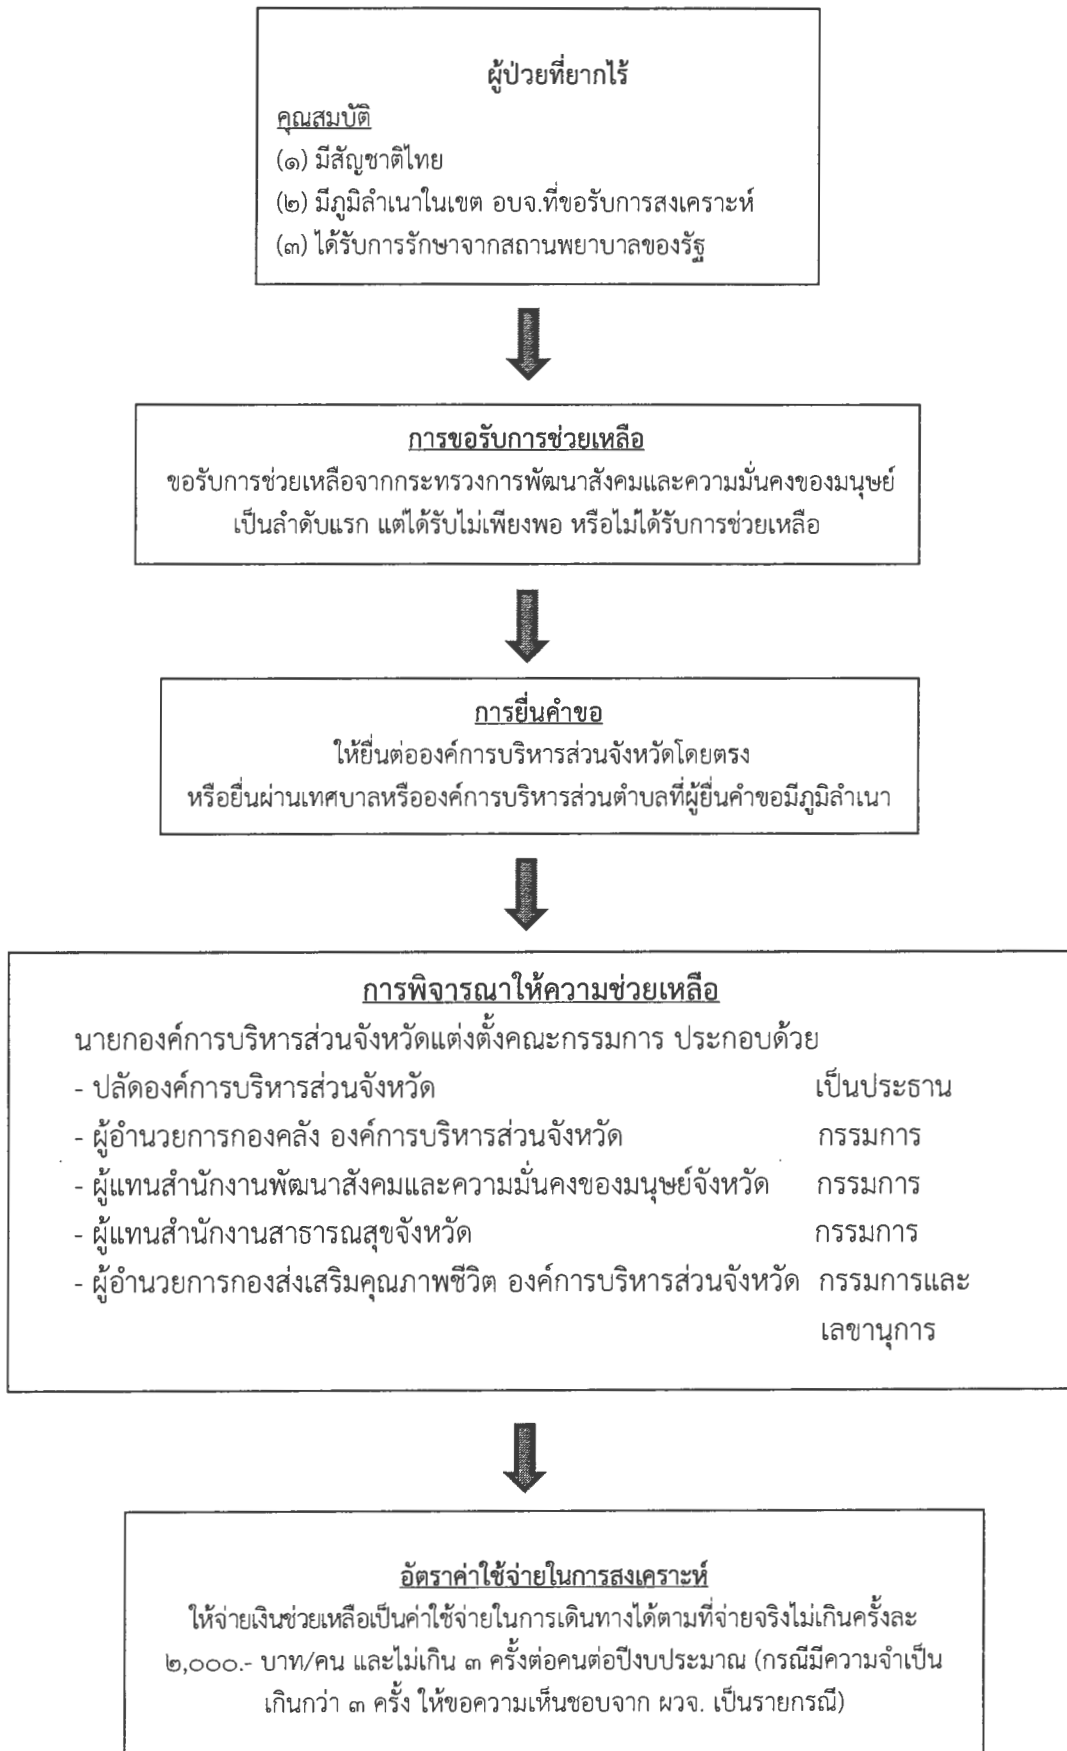 ผู้ป่วยที่ยากไร้
คุณสมบัติ
(๑) มีสัญชาติไทย
(๒) มีภูมิลำเนาในเขต อบจ.ที่ขอรับการสงเคราะห์
(๓) ได้รับการรักษาจากสถานพยาบาลของรัฐ
การขอรับการช่วยเหลือ
ขอรับการช่วยเหลือจากกระทรวงการพัฒนาสังคมและความมั่นคงของมนุษย์
เป็นลำดับแรก แต่ได้รับไม่เพียงพอ หรือไม่ได้รับการช่วยเหลือ
การยื่นคำขอ
ให้ยื่นต่อองค์การบริหารส่วนจังหวัดโดยตรง
หรือยื่นผ่านเทศบาลหรือองค์การบริหารส่วนตำบลที่ผู้ยื่นคำขอมีภูมิลำเนา
การพิจารณาให้ความช่วยเหลือ
นายกองค์การบริหารส่วนจังหวัดแต่งตั้งคณะกรรมการ ประกอบด้วย
- ปลัดองค์การบริหารส่วนจังหวัด เป็นประธาน
- ผู้อำนวยการกองคลัง องค์การบริหารส่วนจังหวัด กรรมการ
- ผู้แทนสำนักงานพัฒนาสังคมและความมั่นคงของมนุษย์จังหวัด กรรมการ
- ผู้แทนสำนักงานสาธารณสุขจังหวัด กรรมการ
- ผู้อำนวยการกองส่งเสริมคุณภาพชีวิต องค์การบริหารส่วนจังหวัด กรรมการและ
เลขานุการ
อัตราค่าใช้จ่ายในการสงเคราะห์
ให้จ่ายเงินช่วยเหลือเป็นค่าใช้จ่ายในการเดินทางได้ตามที่จ่ายจริงไม่เกินครั้งละ
๒,๐๐๐.- บาท/คน และไม่เกิน ๓ ครั้งต่อคนต่อปีงบประมาณ (กรณีมีความจำเป็น
เกินกว่า ๓ ครั้ง ให้ขอความเห็นชอบจาก ผวจ. เป็นรายกรณี)